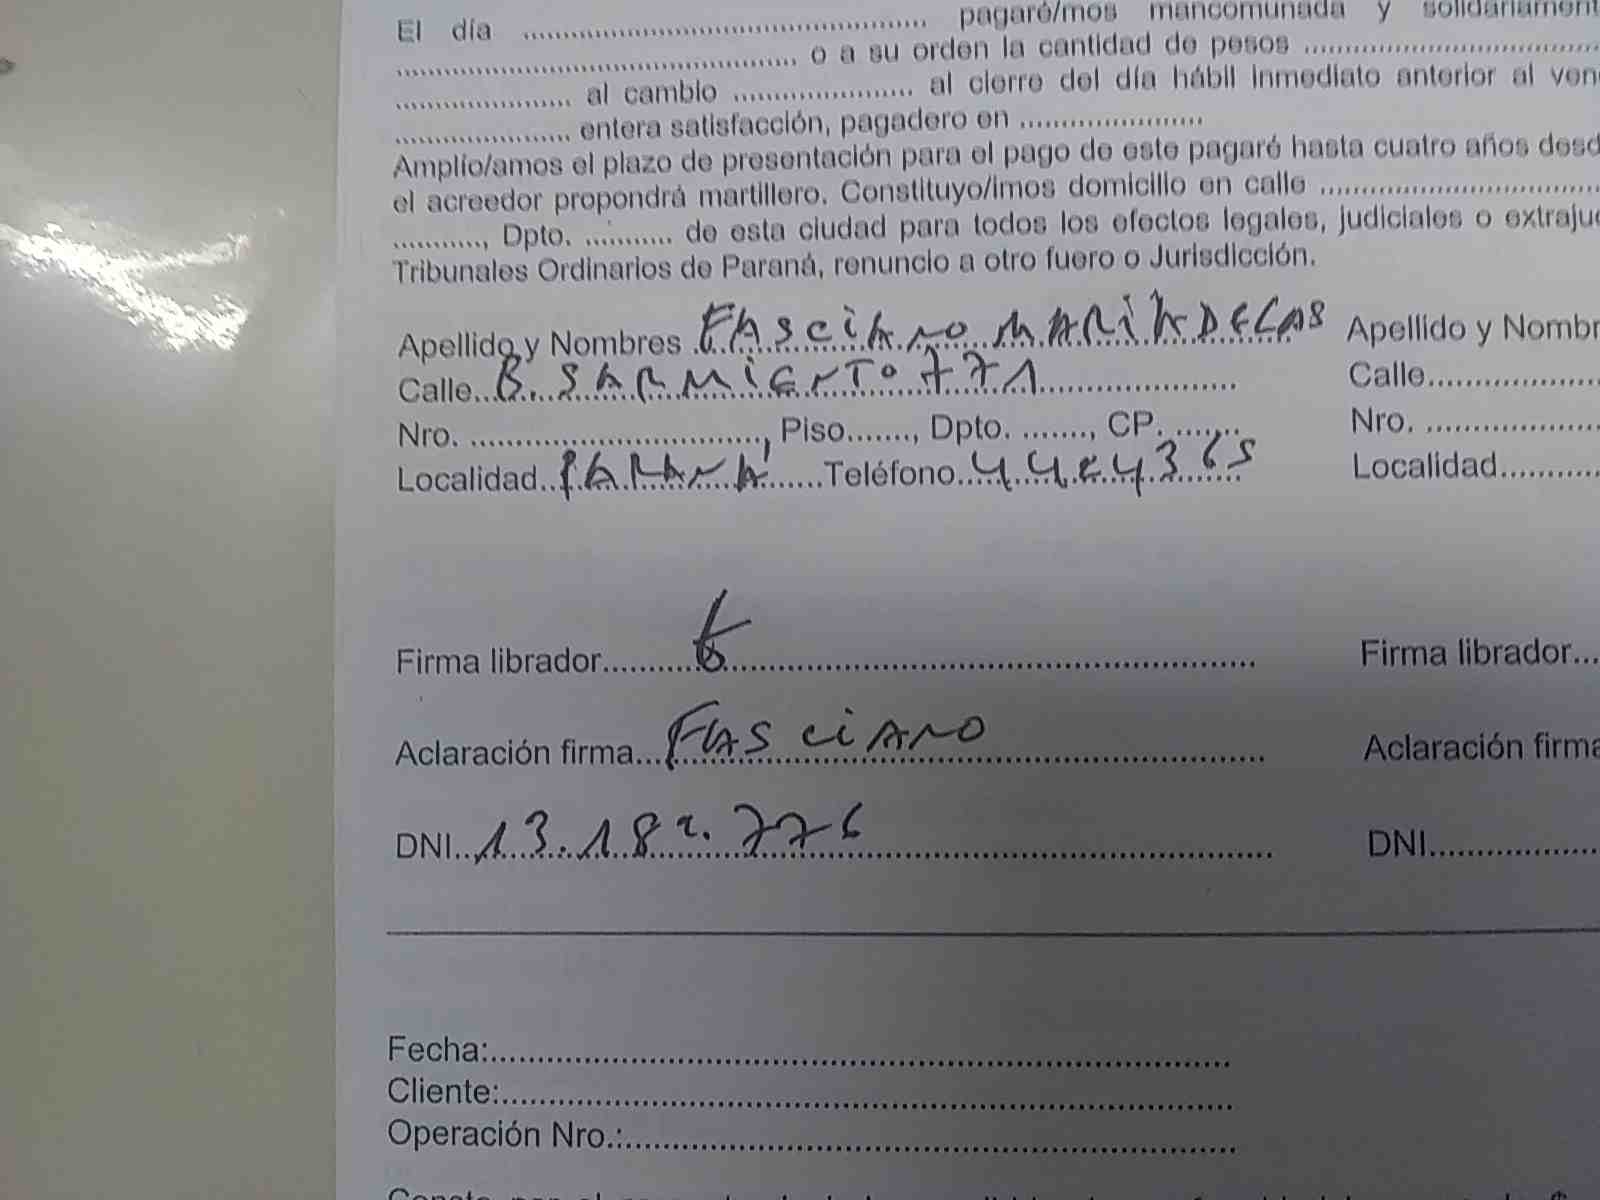 El día ............................................. pagaré/mos mancomunada y solidariament
............................................. o a su orden la cantidad de pesos .................................
..................... al cambio ...................... al cierre del día hábil inmediato anterior al ven
..................... entera satisfacción, pagadero en ......................
Amplío/amos el plazo de presentación para el pago de este pagaré hasta cuatro años desd
el acreedor propondrá martillero. Constituyo/imos domicilio en calle .................................
..........., Dpto. ........... de esta ciudad para todos los efectos legales, judiciales o extraju
Tribunales Ordinarios de Paraná, renuncio a otro fuero o Jurisdicción.
Apellido y Nombres FASCiANO MARiA DE LAS Apellido y Nombr
Calle B. SARMIENTO 771 Calle....................
Nro. ................................, Piso......., Dpto. ......., CP. ....... Nro. ....................
Localidad PARANÁ Teléfono Localidad...........
Firma librador............................................. Firma librador...
Aclaración firma FASCiANO Aclaración firma
DNI DNI....................
Fecha:.............................................
Cliente:.............................................
Operación Nro.:.............................................